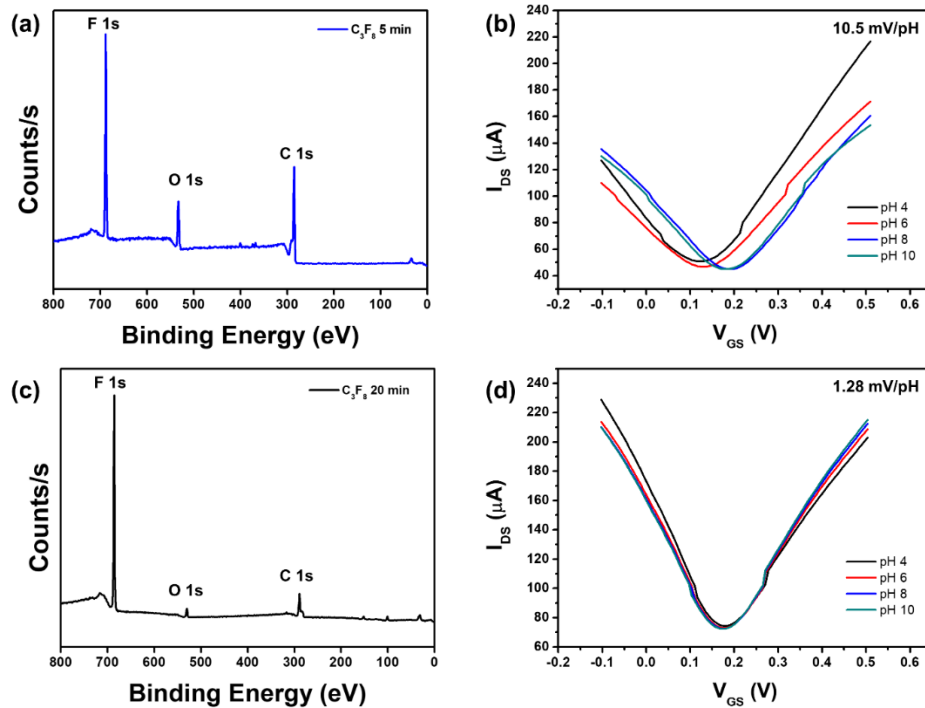 (a)
F 1s
C₃F₈ 5 min
O 1s
C 1s
Counts/s
800 700 600 500 400 300 200 100 0
Binding Energy (eV)
(b)
10.5 mV/pH
240
220
200
180
160
140
120
100
80
60
40
I_DS (μA)
pH 4
pH 6
pH 8
pH 10
-0.2 -0.1 0.0 0.1 0.2 0.3 0.4 0.5 0.6
V_GS (V)
(c)
F 1s
C₃F₈ 20 min
O 1s
C 1s
Counts/s
800 700 600 500 400 300 200 100 0
Binding Energy (eV)
(d)
1.28 mV/pH
240
220
200
180
160
140
120
100
80
60
I_DS (μA)
pH 4
pH 6
pH 8
pH 10
-0.2 -0.1 0.0 0.1 0.2 0.3 0.4 0.5 0.6
V_GS (V)